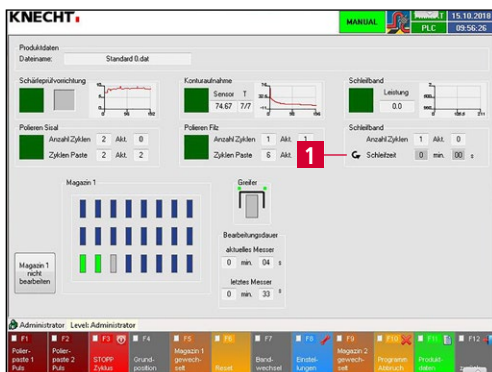 KNECHT
MANUAL
PLC
15.10.2018
09:56:26
Produktdaten
Dateiname:
Standard 0.dat
Schärfeprüfvorrichtung
Konturaufnahme
Sensor T
74.67 7/7
Schleifband
Leistung
0.0
Polieren Sisal
Anzahl Zyklen 2 Akt. 0
Zyklen Paste 2 Akt. 2
Polieren Filz
Anzahl Zyklen 1 Akt. 1
Zyklen Paste 6 Akt.
1
Schleifband
Anzahl Zyklen 1 Akt. 0
Schleifzeit 0 min. 00 s
Magazin 1
Greifer
Magazin 1
nicht
bearbeiten
Bearbeitungsdauer
aktuelles Messer
0 min. 04 s
letztes Messer
0 min. 33 s
Administrator Level: Administrator
F1 Polier-
paste 1
Puls
F2 Polier-
paste 2
Puls
F3 STOPP
Zyklus
F4 Grund-
position
F5 Magazin 1
gewech-
selt
F6 Reset
F7 Band-
wechsel
F8 Einstel-
lungen
F9 Magazin 2
gewech-
selt
F10 Programm
Abbruch
F11 Produkt-
daten
F12 zurück